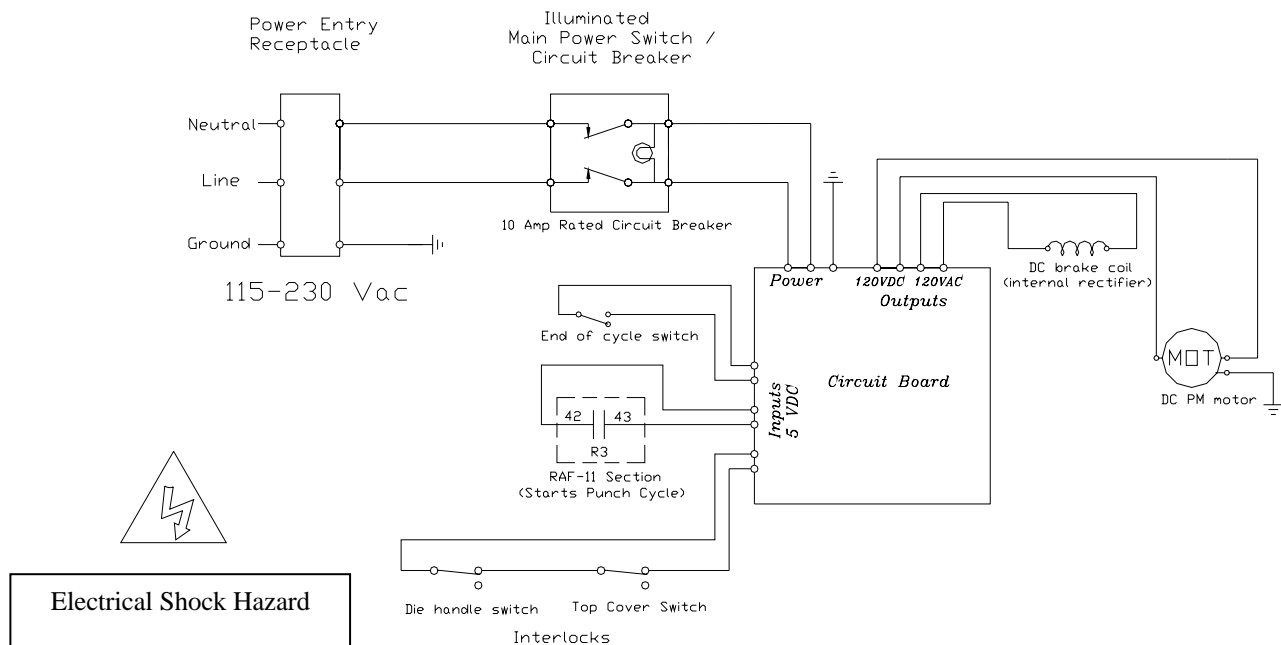 Power Entry
Receptacle
Illuminated
Main Power Switch /
Circuit Breaker
Neutral
Line
Ground
10 Amp Rated Circuit Breaker
115-230 Vac
DC brake coil
(internal rectifier)
Power
120VDC 120VAC
Outputs
End of cycle switch
MOT
DC PM motor
Circuit Board
Inputs
5 VDC
42 43
R3
RAF-11 Section
(Starts Punch Cycle)
Electrical Shock Hazard
Die handle switch
Top Cover Switch
Interlocks